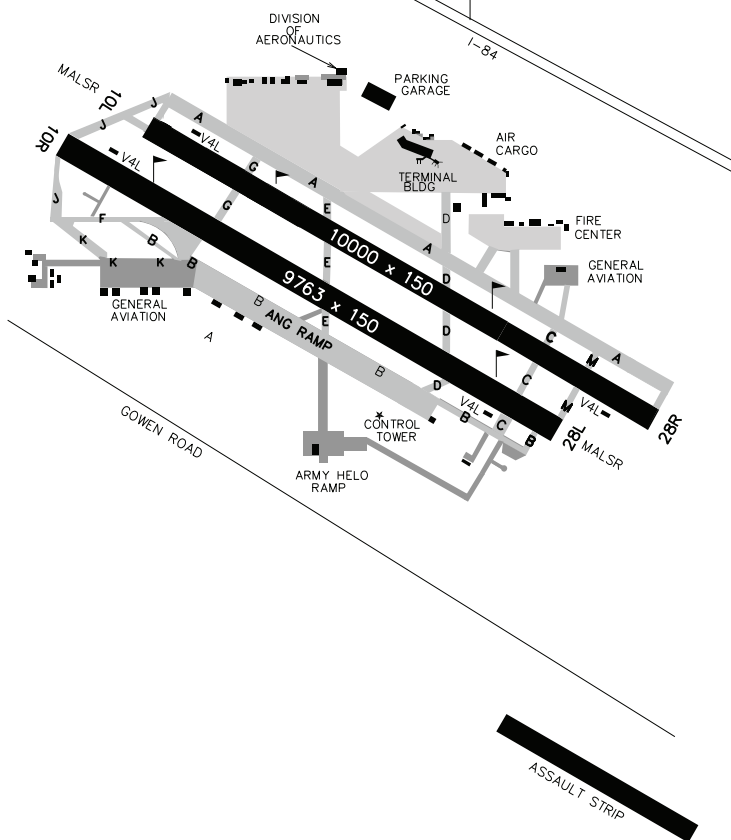 DIVISION
OF
AERONAUTICS
I-84
MALSR
10L
PARKING
GARAGE
J
A
J
10R
V4L
AIR
CARGO
V4L
G
A
TERMINAL
BLDG
J
G
E
F
D
FIRE
CENTER
K
B
10000 x 150
A
K
K
B
E
D
GENERAL
AVIATION
9763 x 150
GENERAL
AVIATION
B
ANG RAMP
E
D
C
M
A
A
B
D
C
V4L
M
V4L
B
C
CONTROL
TOWER
B
28L
28R
MALSR
GOWEN ROAD
ARMY HELO
RAMP
ASSAULT STRIP